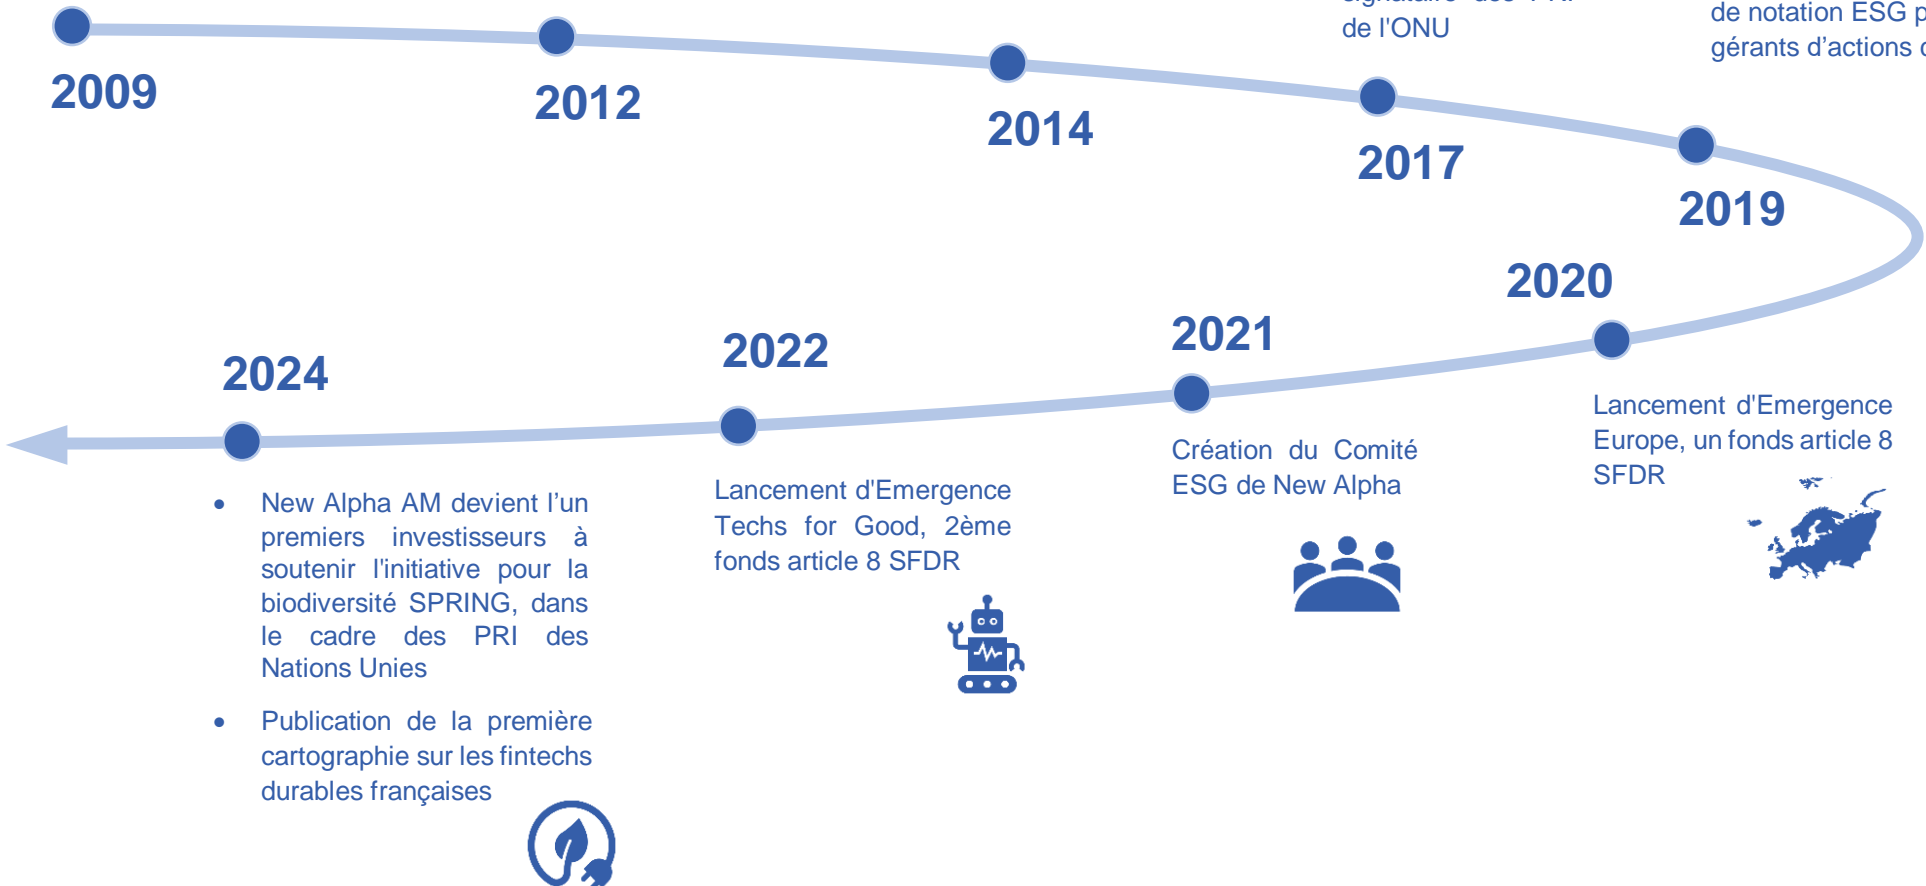 de l'ONU
de notation ESG
gérants d'actions
2009
2012
2014
2017
2019
2020
2021
2022
2024
Lancement d'Emergence
Europe, un fonds article 8
SFDR
Création du Comité
ESG de New Alpha
Lancement d'Emergence
Techs for Good, 2ème
fonds article 8 SFDR
• New Alpha AM devient l’un
premiers investisseurs à
soutenir l'initiative pour la
biodiversité SPRING, dans
le cadre des PRI des
Nations Unies
• Publication de la première
cartographie sur les fintechs
durables françaises